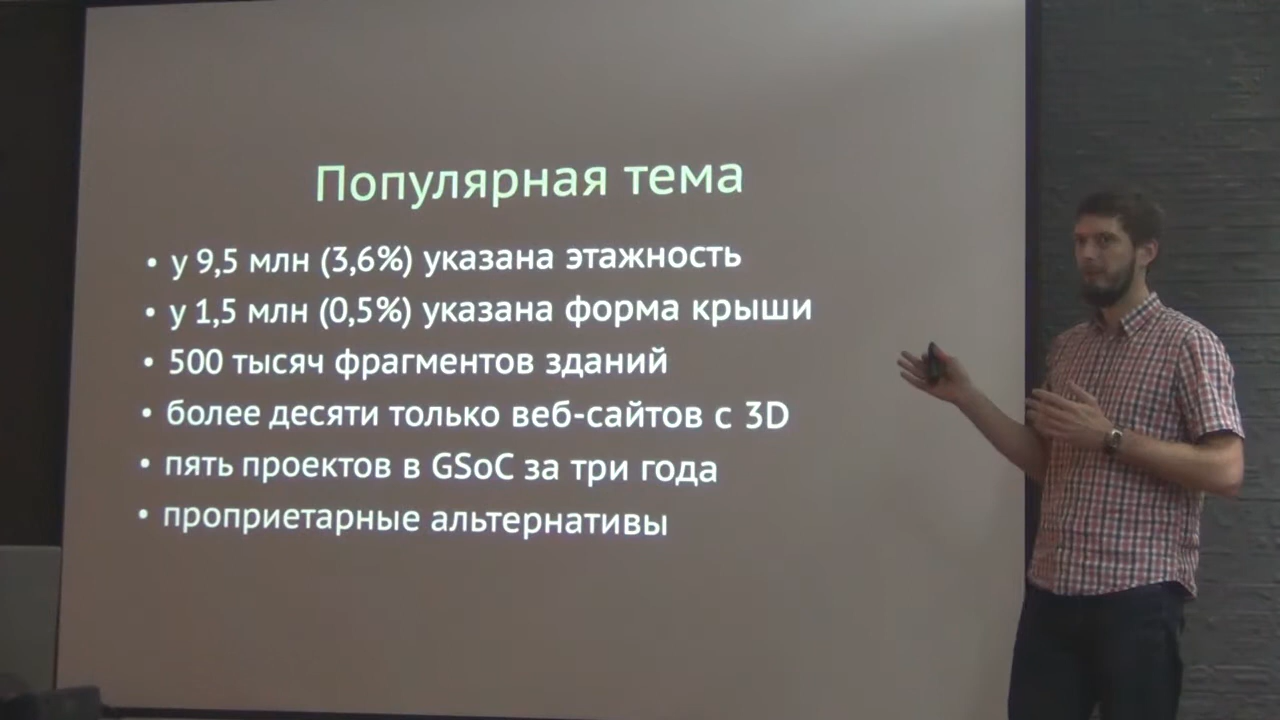 Популярная тема
• у 9,5 млн (3,6%) указана этажность
• у 1,5 млн (0,5%) указана форма крыши
• 500 тысяч фрагментов зданий
• более десяти только веб-сайтов с 3D
• пять проектов в GSoC за три года
• проприетарные альтернативы